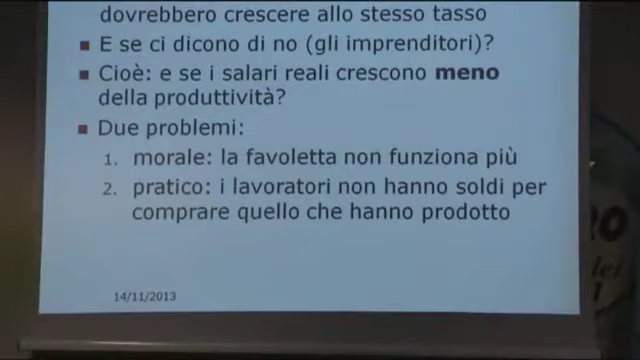 dovrebbero crescere allo stesso tasso
▪ E se ci dicono di no (gli imprenditori)?
▪ Cioè: e se i salari reali crescono meno
della produttività?
▪ Due problemi:
1. morale: la favoletta non funziona più
2. pratico: i lavoratori non hanno soldi per
comprare quello che hanno prodotto
14/11/2013